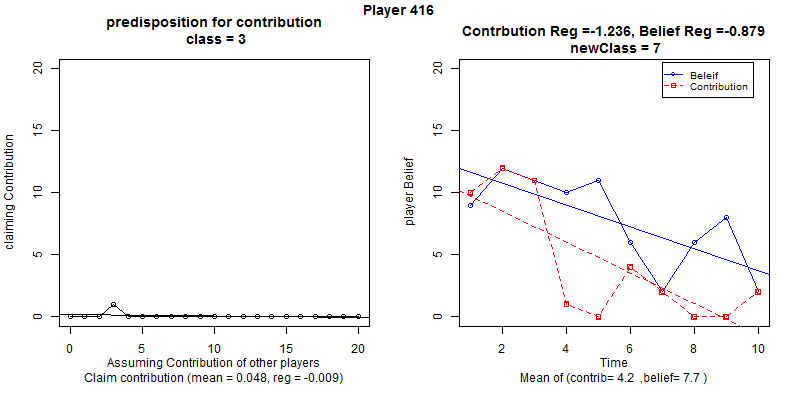 Player 416
predisposition for contribution
class = 3
claiming Contribution
20
15
10
5
0
0 5 10 15 20
Assuming Contribution of other players
Claim contribution (mean = 0.048, reg = -0.009)
Contrbution Reg =-1.236, Belief Reg =-0.879
newClass = 7
player Belief
20
15
10
5
0
Beleif
Contribution
2 4 6 8 10
Time
Mean of (contrib= 4.2 ,belief= 7.7 )